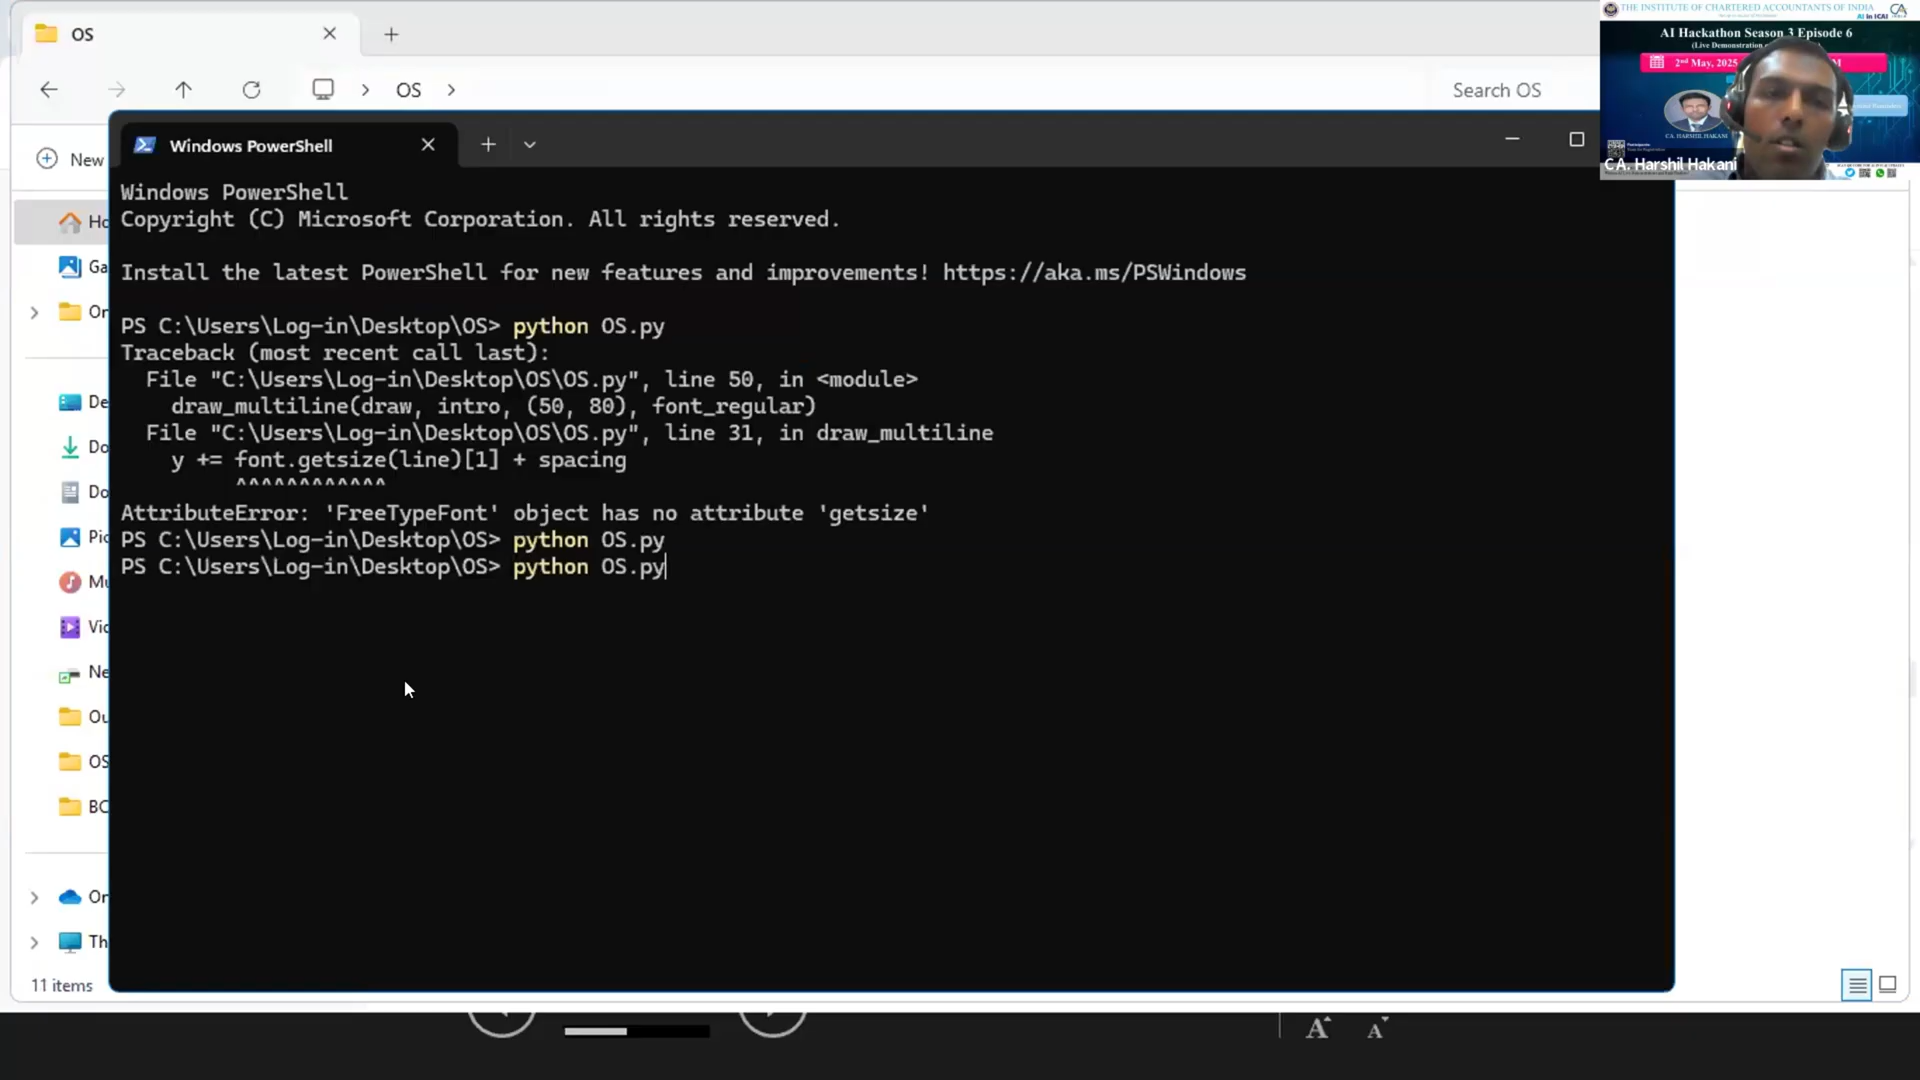 OS
OS
Search OS
New
Windows PowerShell
Windows PowerShell
Copyright (C) Microsoft Corporation. All rights reserved.
Install the latest PowerShell for new features and improvements! https://aka.ms/PSWindows
PS C:\Users\Log-in\Desktop\OS> python OS.py
Traceback (most recent call last):
File "C:\Users\Log-in\Desktop\OS\OS.py", line 50, in <module>
draw_multiline(draw, intro, (50, 80), font_regular)
File "C:\Users\Log-in\Desktop\OS\OS.py", line 31, in draw_multiline
y += font.getsize(line)[1] + spacing
^^^^^^^^^^^^
AttributeError: 'FreeTypeFont' object has no attribute 'getsize'
PS C:\Users\Log-in\Desktop\OS> python OS.py
PS C:\Users\Log-in\Desktop\OS> python OS.py
Ho
Ga
Or
De
Do
Do
Pic
Mu
Vic
Ne
Ou
OS
BC
Or
Th
11 items
THE INSTITUTE OF CHARTERED ACCOUNTANTS OF INDIA
AI in ICAI
AI Hackathon Season 3 Episode 6
(Live Demonstration
2nd May, 2025
CA. HARSHIL HAKANI
CA. Harshil Hakani
A
A